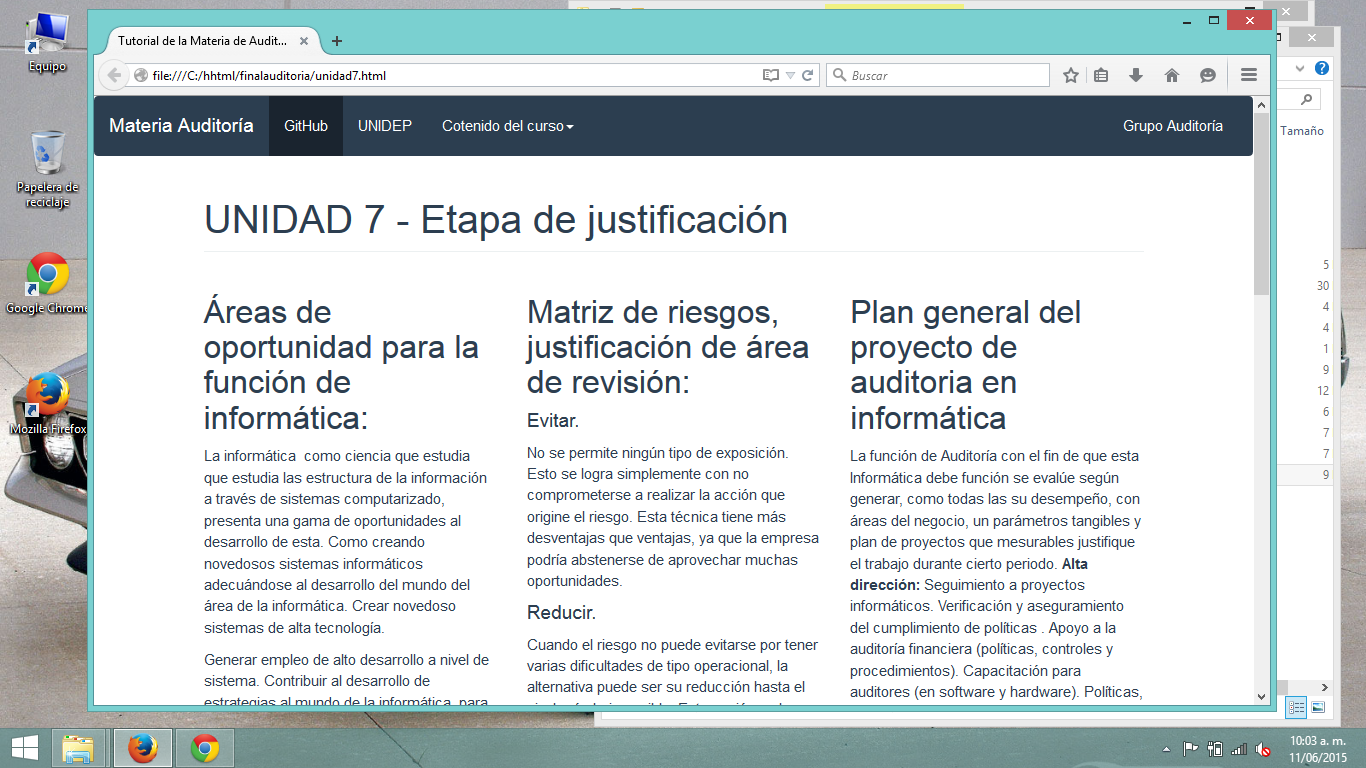 Equipo
Papelera de
reciclaje
Google Chrome
Mozilla Firefox
Tutorial de la Materia de Audit...
file:///C:/hhtml/finalauditoria/unidad7.html
Buscar
Materia Auditoría
GitHub
UNIDEP
Cotenido del curso
Grupo Auditoría
UNIDAD 7 - Etapa de justificación
Áreas de
oportunidad para la
función de
informática:
La informática como ciencia que estudia
que estudia las estructura de la información
a través de sistemas computarizado,
presenta una gama de oportunidades al
desarrollo de esta. Como creando
novedosos sistemas informáticos
adecuándose al desarrollo del mundo del
área de la informática. Crear novedoso
sistemas de alta tecnología.
Generar empleo de alto desarrollo a nivel de
sistema. Contribuir al desarrollo de
estrategias al mundo de la informática, para
Matriz de riesgos,
justificación de área
de revisión:
Evitar.
No se permite ningún tipo de exposición.
Esto se logra simplemente con no
comprometerse a realizar la acción que
origine el riesgo. Esta técnica tiene más
desventajas que ventajas, ya que la empresa
podría abstenerse de aprovechar muchas
oportunidades.
Reducir.
Cuando el riesgo no puede evitarse por tener
varias dificultades de tipo operacional, la
alternativa puede ser su reducción hasta el
Plan general del
proyecto de
auditoria en
informática
La función de Auditoría con el fin de que esta
Informática debe función se evalúe según
generar, como todas las su desempeño, con
áreas del negocio, un parámetros tangibles y
plan de proyectos que mesurables justifique
el trabajo durante cierto periodo. Alta
dirección: Seguimiento a proyectos
informáticos. Verificación y aseguramiento
del cumplimiento de políticas . Apoyo a la
auditoría financiera (políticas, controles y
procedimientos). Capacitación para
auditores (en software y hardware). Políticas,
Tamaño
5
30
4
4
1
9
12
6
7
7
9
10:03 a. m.
11/06/2015